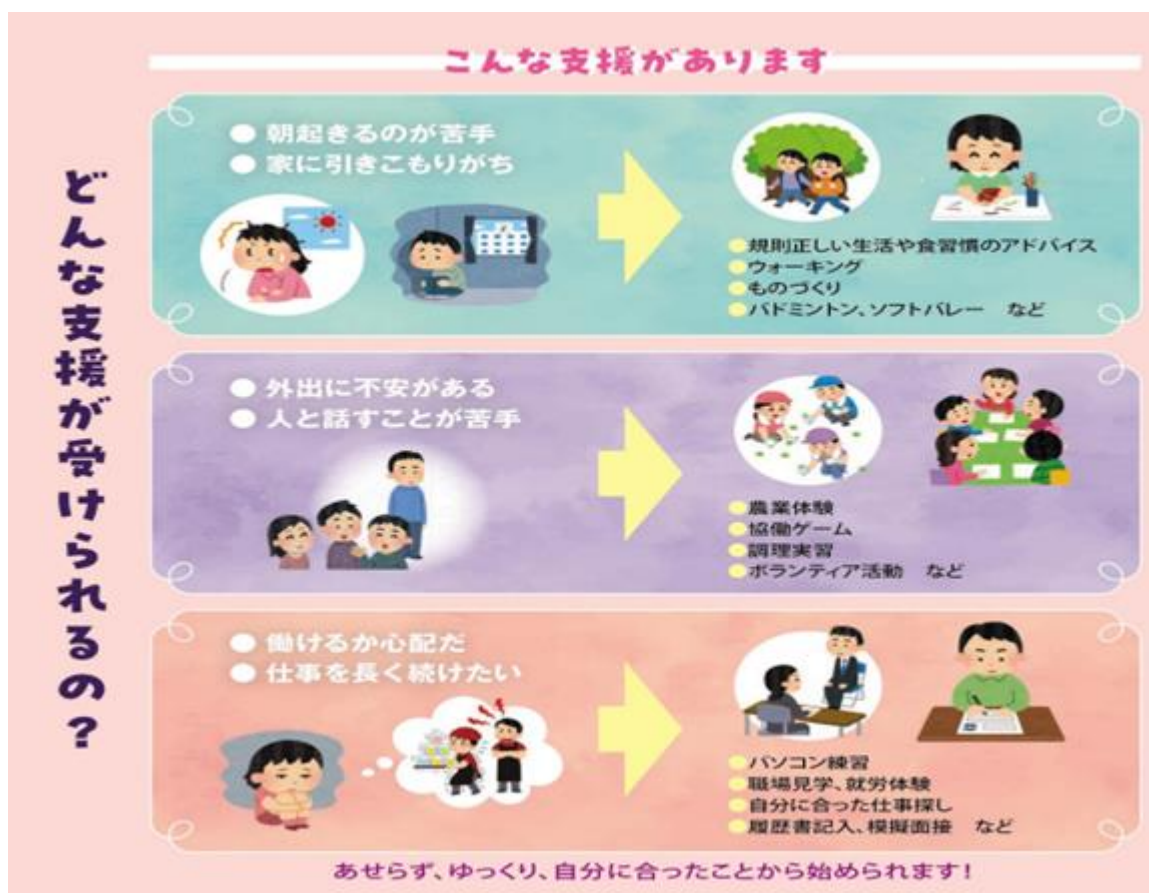 こんな支援があります
どんな支援が受けられるの？
● 朝起きるのが苦手
● 家に引きこもりがち
●規則正しい生活や食習慣のアドバイス
●ウォーキング
●ものづくり
●バドミントン、ソフトバレー　など
● 外出に不安がある
● 人と話すことが苦手
●農業体験
●協働ゲーム
●調理実習
●ボランティア活動　など
● 働けるか心配だ
● 仕事を長く続けたい
●パソコン練習
●職場見学、就労体験
●自分に合った仕事探し
●履歴書記入、模擬面接　など
あせらず、ゆっくり、自分に合ったことから始められます！